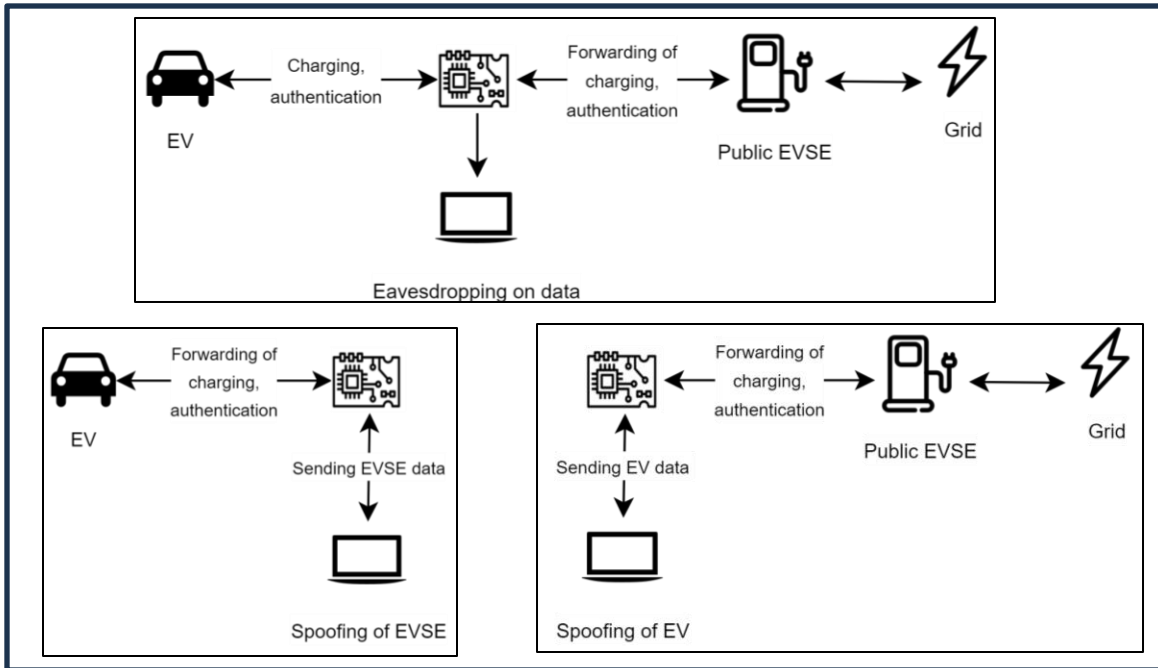 Charging,
authentication
Forwarding of
charging,
authentication
EV
Public EVSE
Grid
Eavesdropping on data
Forwarding of
charging,
authentication
EV
Sending EVSE data
Spoofing of EVSE
Forwarding of
charging,
authentication
Public EVSE
Grid
Sending EV data
Spoofing of EV